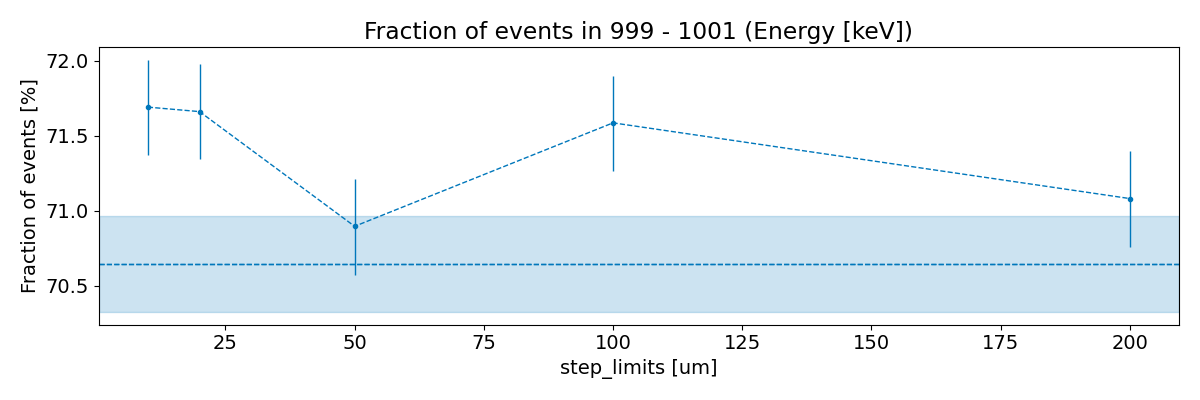 Fraction of events in 999 - 1001 (Energy [keV])
Fraction of events [%]
72.0
71.5
71.0
70.5
25 50 75 100 125 150 175 200
step_limits [um]